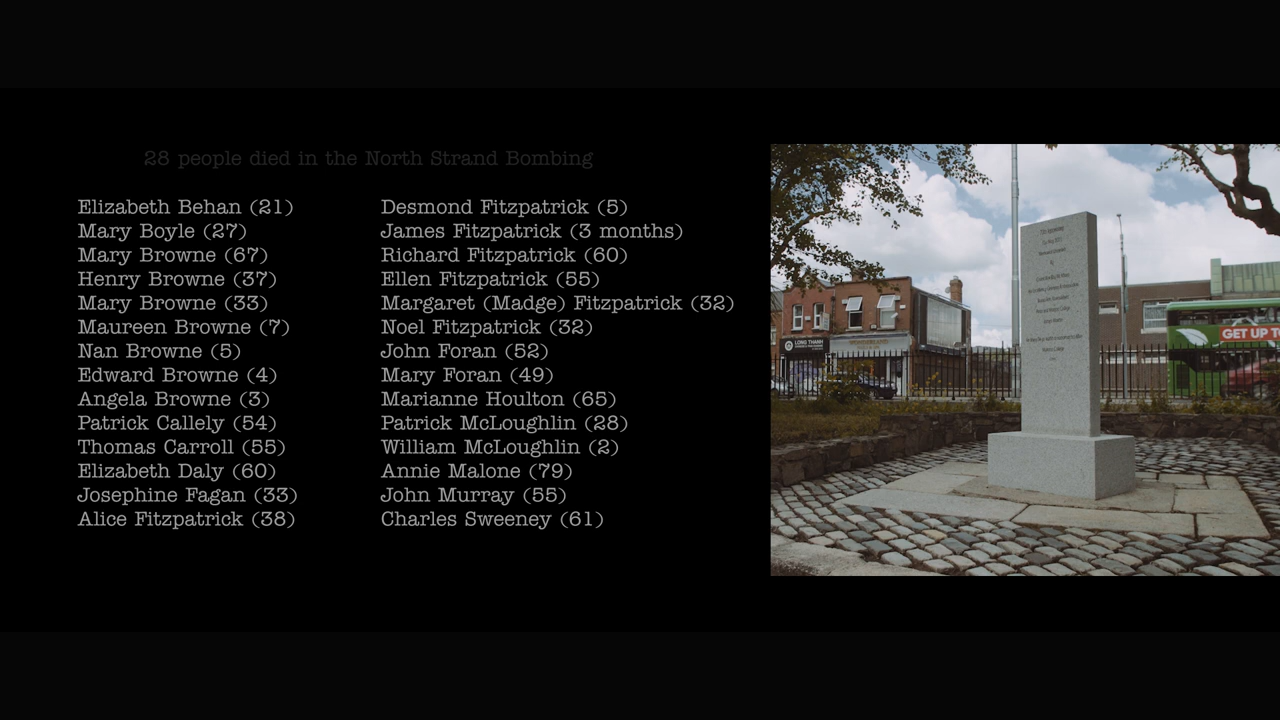 28 people died in the North Strand Bombing
Elizabeth Behan (21)
Mary Boyle (27)
Mary Browne (67)
Henry Browne (37)
Mary Browne (33)
Maureen Browne (7)
Nan Browne (5)
Edward Browne (4)
Angela Browne (3)
Patrick Callely (54)
Thomas Carroll (55)
Elizabeth Daly (60)
Josephine Fagan (33)
Alice Fitzpatrick (38)
Desmond Fitzpatrick (5)
James Fitzpatrick (3 months)
Richard Fitzpatrick (60)
Ellen Fitzpatrick (55)
Margaret (Madge) Fitzpatrick (32)
Noel Fitzpatrick (32)
John Foran (52)
Mary Foran (49)
Marianne Houlton (65)
Patrick McLoughlin (28)
William McLoughlin (2)
Annie Malone (79)
John Murray (55)
Charles Sweeney (61)
LONG THANH
GET UP T